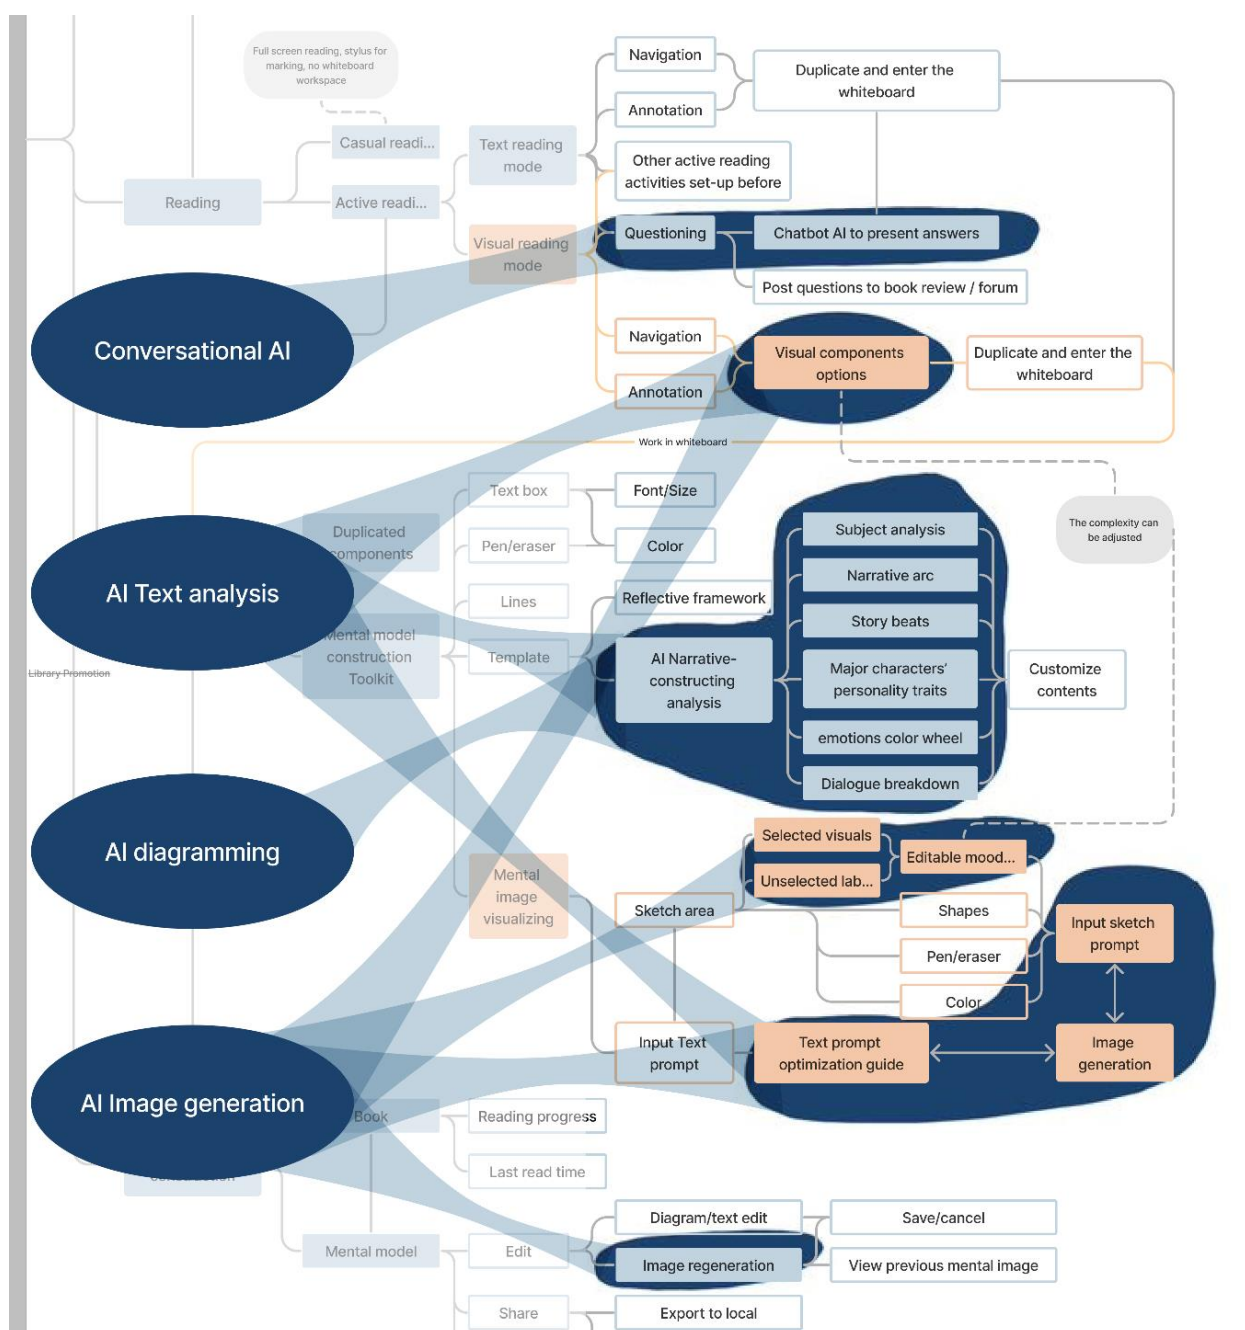 Full screen reading, stylus for
marking, no whiteboard
workspace
Navigation
Annotation
Duplicate and enter the
whiteboard
Casual readi...
Text reading
mode
Other active reading
activities set-up before
Reading
Active readi...
Visual reading
mode
Questioning
Chatbot AI to present answers
Post questions to book review / forum
Conversational AI
Navigation
Annotation
Visual components
options
Duplicate and enter the
whiteboard
Work in whiteboard
Text box
Font/Size
Pen/eraser
Color
Lines
Duplicated
components
Reflective framework
Mental model
construction
Toolkit
Template
AI Text analysis
Library Promotion
AI Narrative-
constructing
analysis
Subject analysis
Narrative arc
Story beats
Major characters'
personality traits
emotions color wheel
Dialogue breakdown
Customize
contents
The complexity can
be adjusted
AI diagramming
Mental
image
visualizing
Selected visuals
Unselected lab...
Editable mood...
Sketch area
Shapes
Pen/eraser
Color
Input sketch
prompt
Input Text
prompt
Text prompt
optimization guide
Image
generation
AI Image generation
Book
Reading progress
Last read time
Mental model
Edit
Diagram/text edit
Save/cancel
Image regeneration
View previous mental image
Share
Export to local